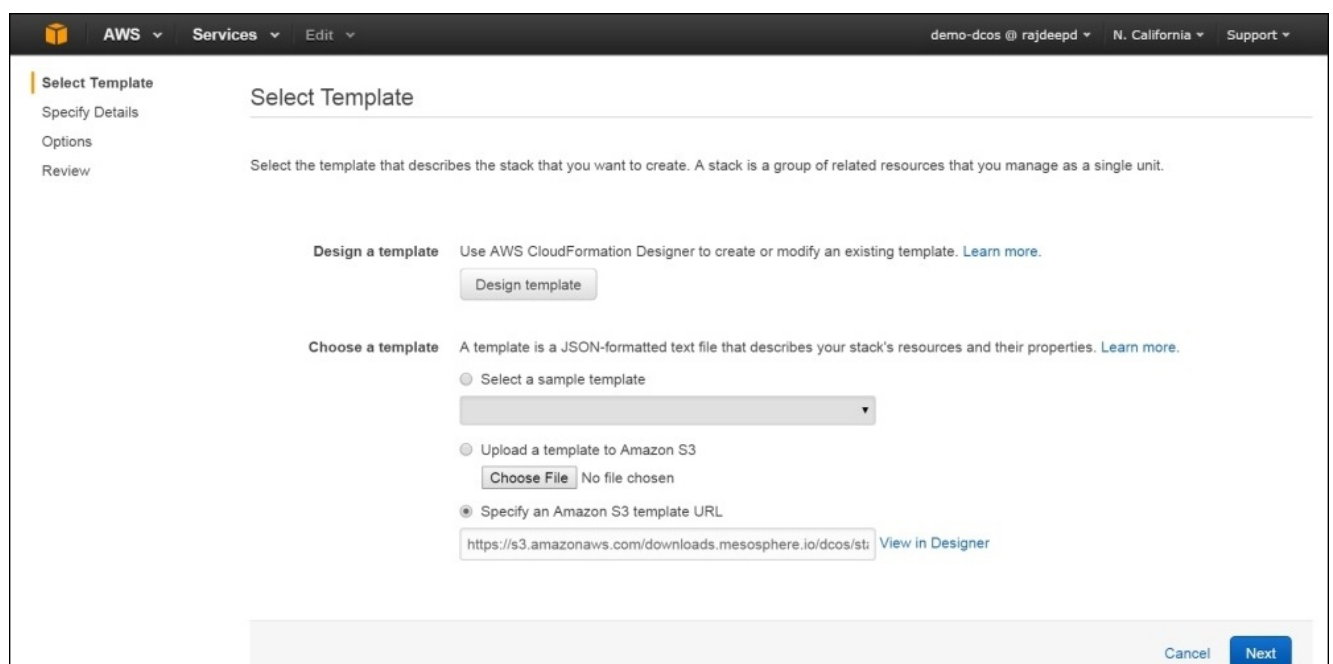 AWS Services Edit demo-dcos @ rajdeepd N. California Support
Select Template
Specify Details
Options
Review
Select Template
Select the template that describes the stack that you want to create. A stack is a group of related resources that you manage as a single unit.
Design a template Use AWS CloudFormation Designer to create or modify an existing template. Learn more.
Design template
Choose a template A template is a JSON-formatted text file that describes your stack's resources and their properties. Learn more.
Select a sample template
Upload a template to Amazon S3
Choose File No file chosen
Specify an Amazon S3 template URL
https://s3.amazonaws.com/downloads.mesosphere.io/dcos/sta View in Designer
Cancel Next